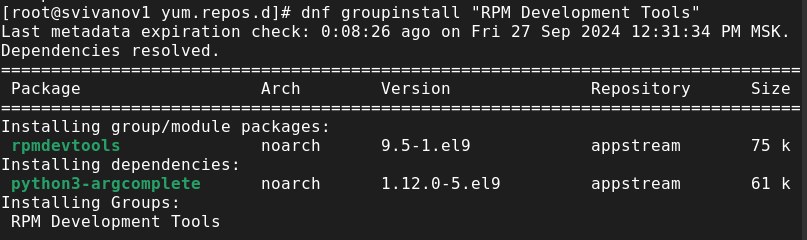 [root@svivanov1 yum.repos.d]# dnf groupinstall "RPM Development Tools"
Last metadata expiration check: 0:08:26 ago on Fri 27 Sep 2024 12:31:34 PM MSK.
Dependencies resolved.
================================================================================
 Package                  Arch           Version              Repository      Size
================================================================================
Installing group/module packages:
 rpmdevtools              noarch         9.5-1.el9            appstream       75 k
Installing dependencies:
 python3-argcomplete      noarch         1.12.0-5.el9         appstream       61 k
Installing Groups:
 RPM Development Tools